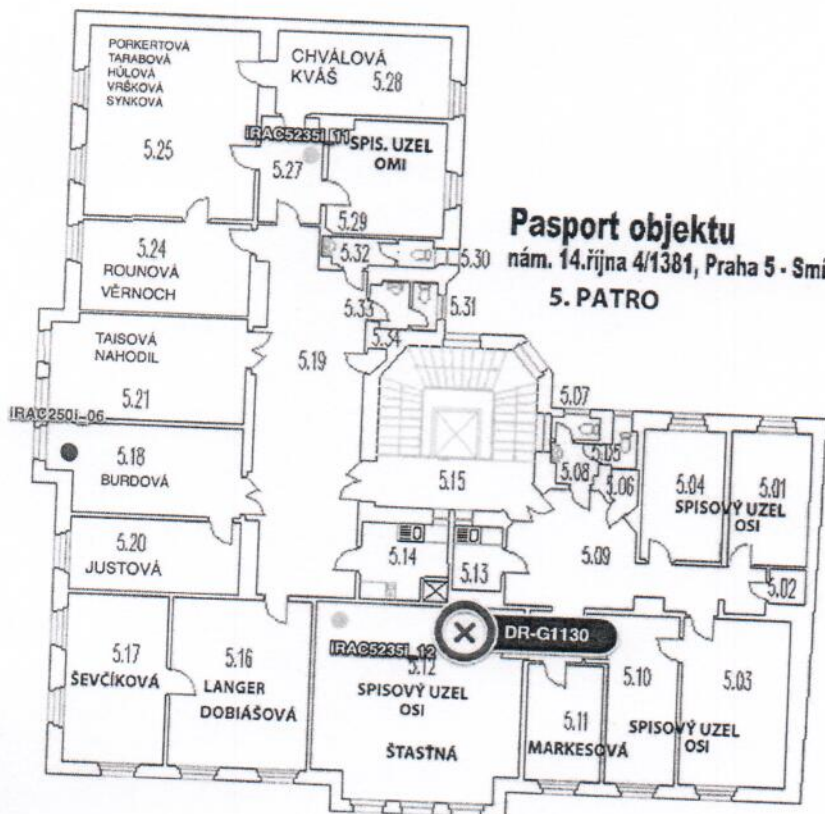 PORKERTOVÁ
TARABOVÁ
HŮLOVÁ
VRŠKOVÁ
SYNKOVÁ
5.25
CHVÁLOVÁ
KVÁŠ 5.28
iRAC5235i_11
5.27
SPIS. UZEL
OMI
5.29
5.24
ROUNOVÁ
VĚRNOCH
5.32
5.30
Pasport objektu
nám. 14.října 4/1381, Praha 5 - Smí
5. PATRO
5.33
5.31
5.34
TAISOVÁ
NAHODIL
5.21
5.19
iRAC250i_06
5.18
BURDOVÁ
5.15
5.07
5.05
5.08
5.06
5.04
5.01
SPISOVÝ UZEL
OSI
5.20
JUSTOVÁ
5.14
5.13
5.09
5.02
DR-G1130
5.17
ŠEVČÍKOVÁ
5.16
LANGER
DOBIÁŠOVÁ
iRAC5235i_12
5.12
SPISOVÝ UZEL
OSI
ŠTASTNÁ
5.11
MARKESOVÁ
5.10
5.03
SPISOVÝ UZEL
OSI